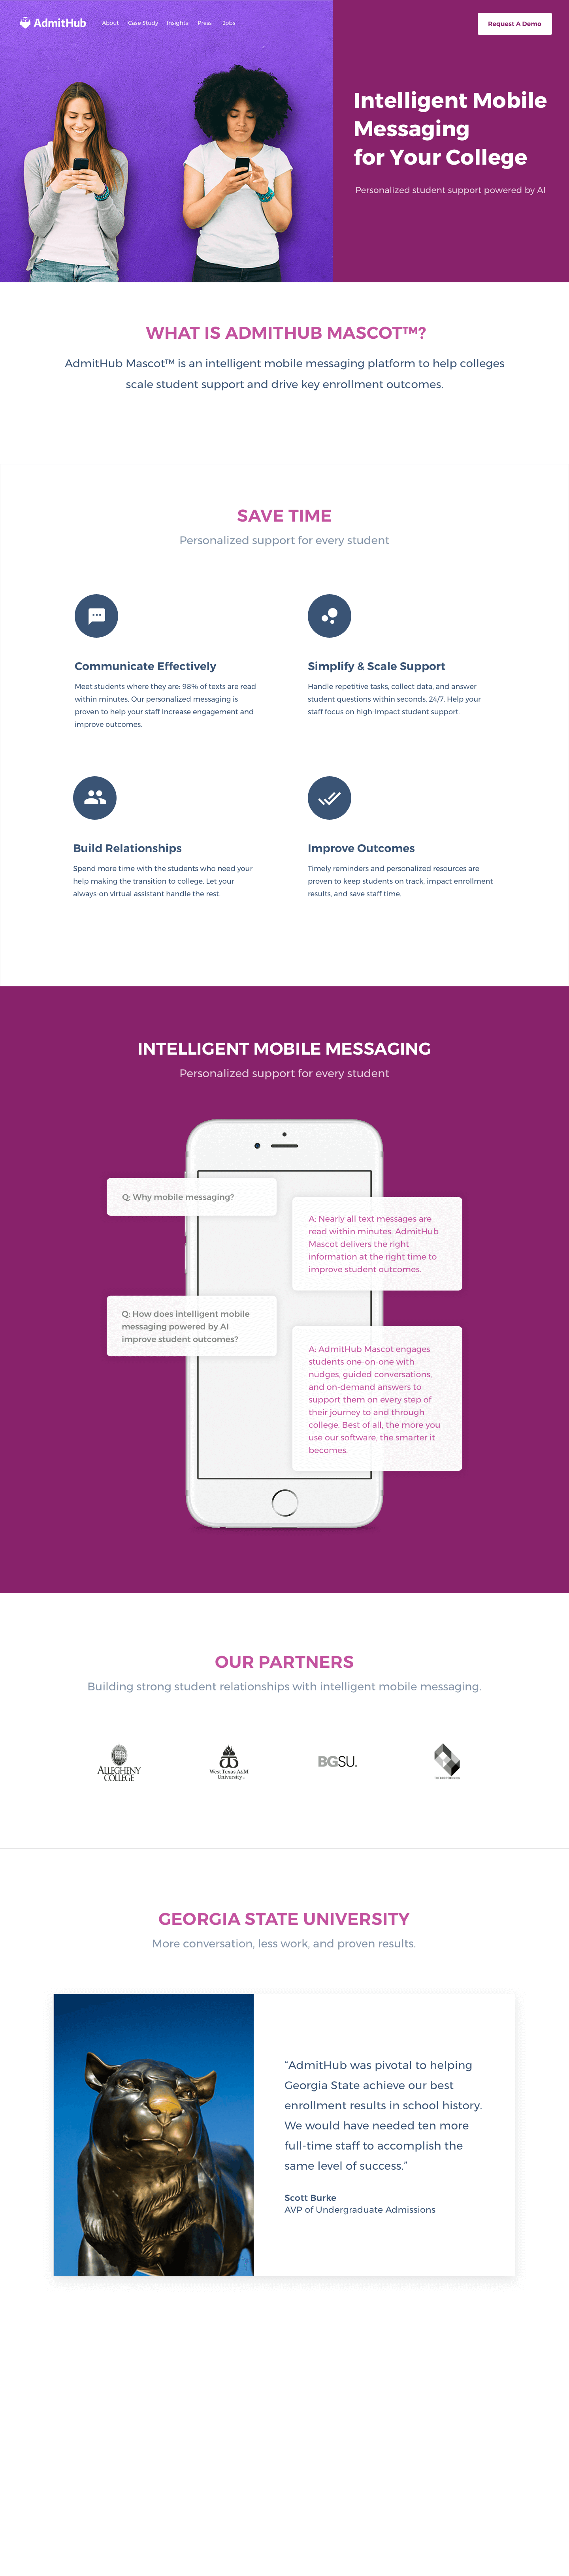 AdmitHub
About
Case Study
Insights
Press
Jobs
Request A Demo
Intelligent Mobile
Messaging
for Your College
Personalized student support powered by AI
WHAT IS ADMITHUB MASCOT™?
AdmitHub Mascot™ is an intelligent mobile messaging platform to help colleges
scale student support and drive key enrollment outcomes.
SAVE TIME
Personalized support for every student
Communicate Effectively
Meet students where they are: 98% of texts are read
within minutes. Our personalized messaging is
proven to help your staff increase engagement and
improve outcomes.
Simplify & Scale Support
Handle repetitive tasks, collect data, and answer
student questions within seconds, 24/7. Help your
staff focus on high-impact student support.
Build Relationships
Spend more time with the students who need your
help making the transition to college. Let your
always-on virtual assistant handle the rest.
Improve Outcomes
Timely reminders and personalized resources are
proven to keep students on track, impact enrollment
results, and save staff time.
INTELLIGENT MOBILE MESSAGING
Personalized support for every student
Q: Why mobile messaging?
A: Nearly all text messages are
read within minutes. AdmitHub
Mascot delivers the right
information at the right time to
improve student outcomes.
Q: How does intelligent mobile
messaging powered by AI
improve student outcomes?
A: AdmitHub Mascot engages
students one-on-one with
nudges, guided conversations,
and on-demand answers to
support them on every step of
their journey to and through
college. Best of all, the more you
use our software, the smarter it
becomes.
OUR PARTNERS
Building strong student relationships with intelligent mobile messaging.
ALLEGHENY
COLLEGE
West Texas A&M
University
BGSU.
GEORGIA STATE UNIVERSITY
More conversation, less work, and proven results.
“AdmitHub was pivotal to helping
Georgia State achieve our best
enrollment results in school history.
We would have needed ten more
full-time staff to accomplish the
same level of success.”
Scott Burke
AVP of Undergraduate Admissions